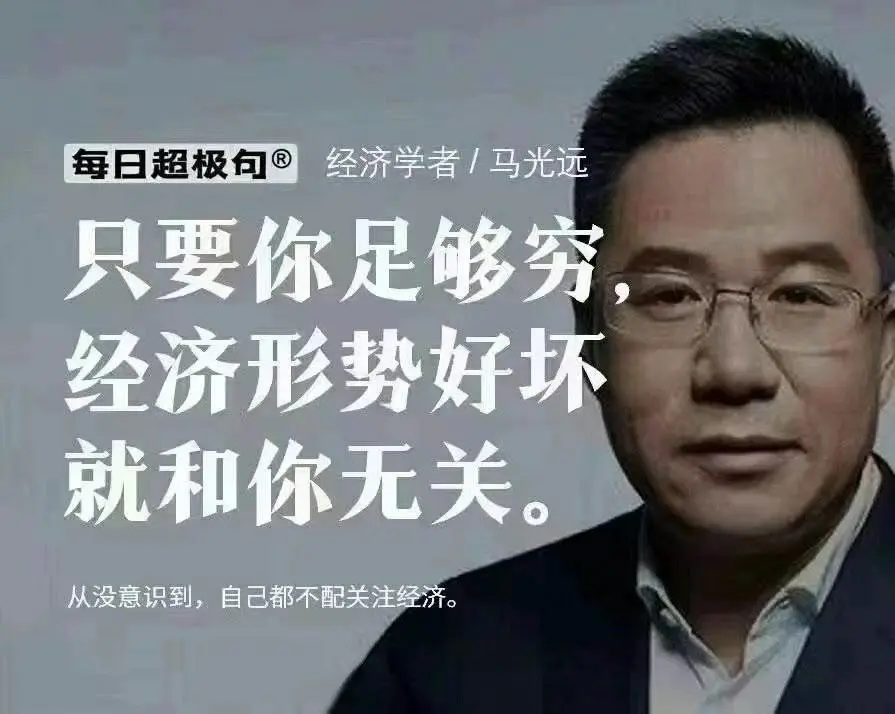 每日超极句® 经济学者 / 马光远
只要你足够穷，
经济形势好坏
就和你无关。
从没意识到，自己都不配关注经济。